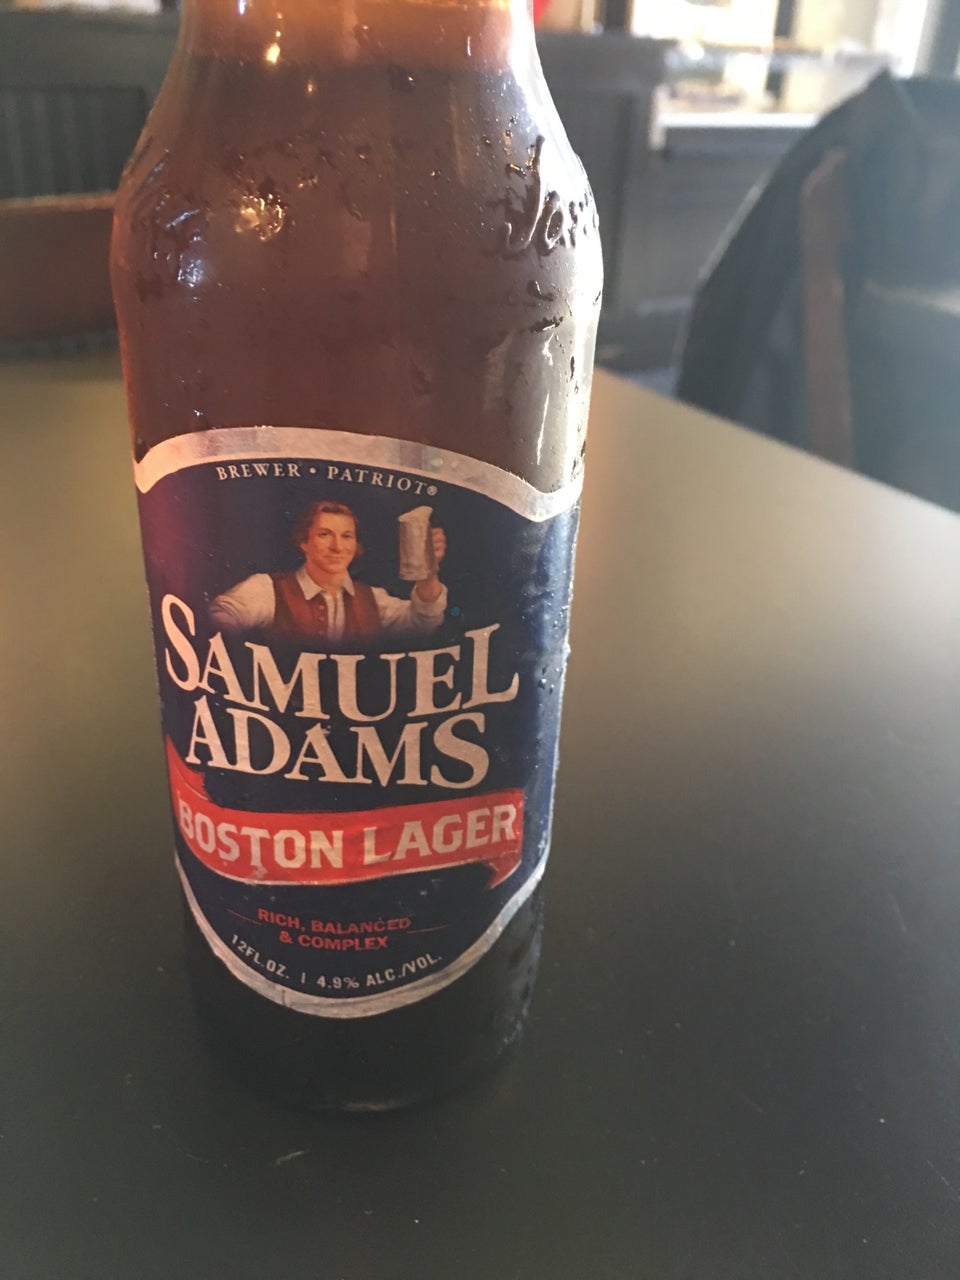 BREWER • PATRIOT®
SAMUEL
ADAMS
BOSTON LAGER
RICH, BALANCED
& COMPLEX
12FL.OZ. | 4.9% ALC./VOL.